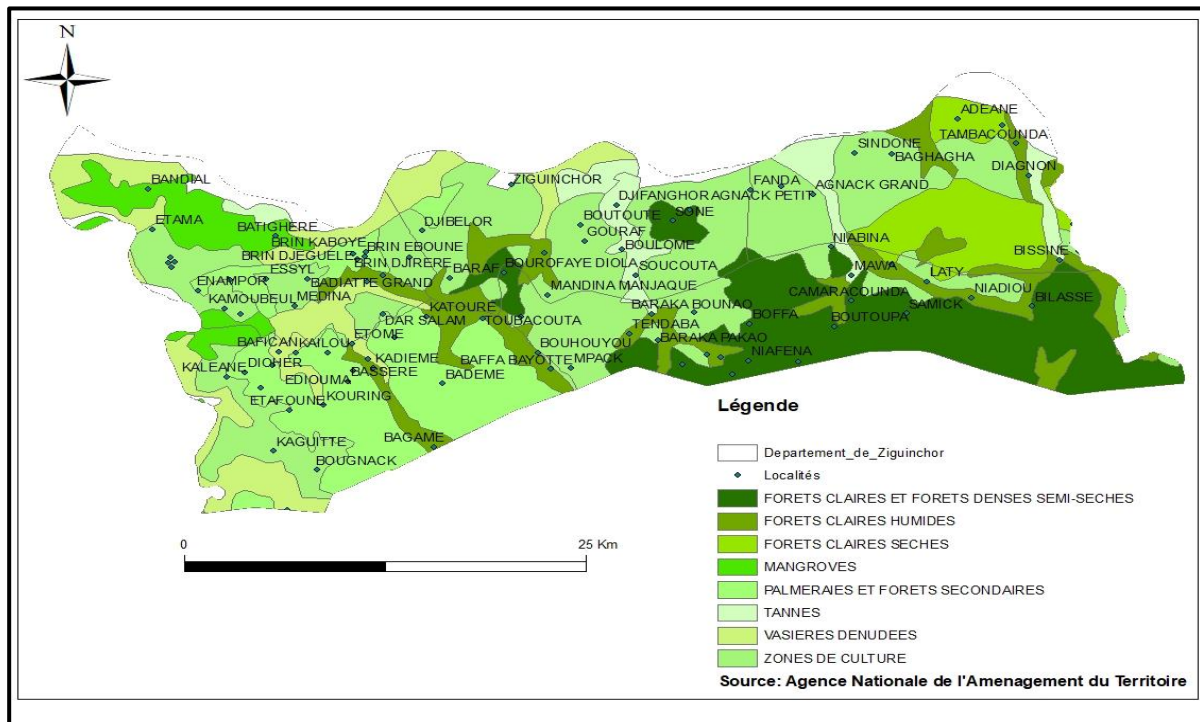 N
ADEANE
TAMBACOUNDA
SINDONE
BAGHAGHA
DIAGNON
BANDIAL
ZIGUINCHOR
FANDA
DJIFANGHOR AGNACK PETIT
AGNACK GRAND
ETAMA
BATIGHERE
DJIBELOR
BOUTOUTE
SONE
GOURAF
BRIN KABOYE
BRIN EBOUNE
BOULOME
NIABINA
BISSINE
BRIN DJEGUELE
BRIN DJIRERE
BOUROFAYE DIOLA
SOUCOUTA
MAWA
LATY
ENAMPOR
ESSYL
BADIATTE GRAND
BARAF
MANDINA MANJAQUE
CAMARACOUNDA
NIADIOU
BILASSE
KAMOUBEUL
MEDINA
KATOURE
BARAKA BOUNAO
SAMICK
DAR SALAM
TOUBACOUTA
TENDABA
BOFFA
BOUTOUPA
BAFICAN
KAILOU
ETOME
BOUHOUYOU
BARAKA PAKAO
KALEANE
DIOHER
KADIEME
BAFFA BAYOTTE
MPACK
NIAFENA
EDIOUMA
BASSERE
BADEME
ETAFOUNE
KOURING
KAGUITTE
BAGAME
BOUGNACK
0
25 Km
Légende
Departement_de_Ziguinchor
Localités
FORETS CLAIRES ET FORETS DENSES SEMI-SECHES
FORETS CLAIRES HUMIDES
FORETS CLAIRES SECHES
MANGROVES
PALMERAIES ET FORETS SECONDAIRES
TANNES
VASIERES DENUDEES
ZONES DE CULTURE
Source: Agence Nationale de l'Amenagement du Territoire